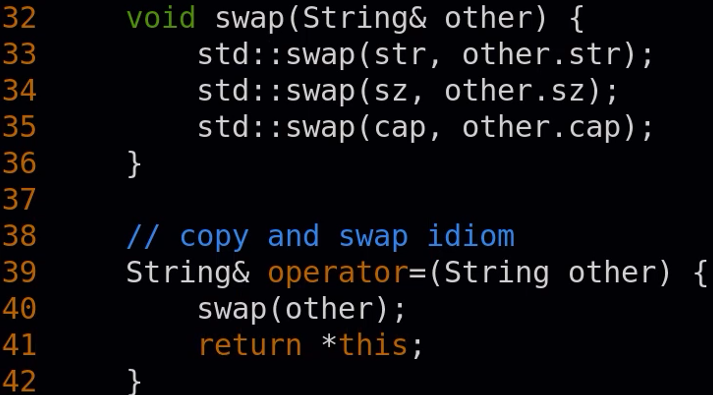 32     void swap(String& other) {
33         std::swap(str, other.str);
34         std::swap(sz, other.sz);
35         std::swap(cap, other.cap);
36     }
37
38     // copy and swap idiom
39     String& operator=(String other) {
40         swap(other);
41         return *this;
42     }